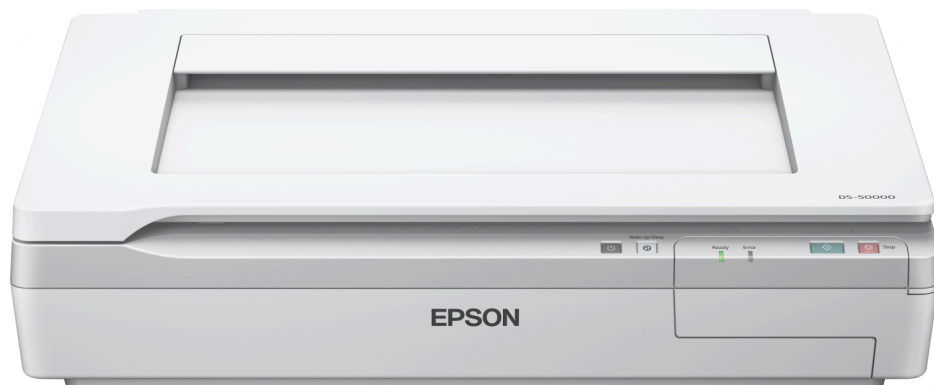 DS-50000
Wake Up/Sleep
Ready Error
Stop
EPSON